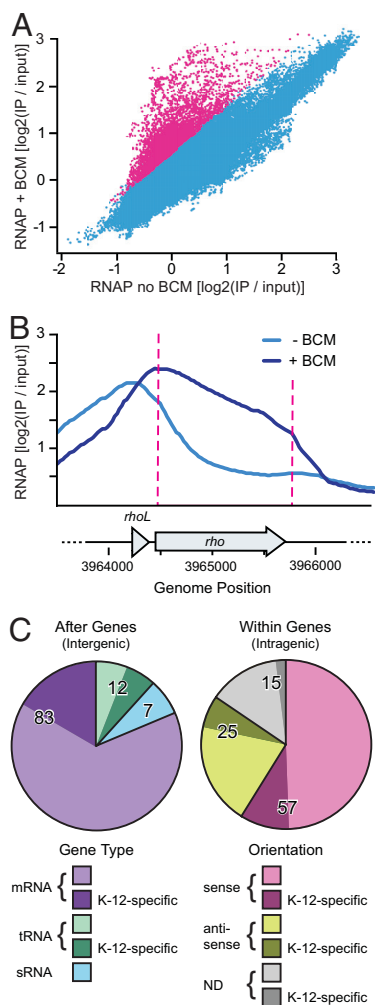 A
RNAP + BCM [log2(IP / input)]
3
2
1
0
-1
-2
-1
0
1
2
3
RNAP no BCM [log2(IP / input)]
B
RNAP [log2(IP / input)]
3
2
1
- BCM
+ BCM
rhoL
rho
3964000
3965000
3966000
Genome Position
C
After Genes
(Intergenic)
Within Genes
(Intragenic)
12
7
83
15
25
57
Gene Type
Orientation
mRNA
K-12-specific
tRNA
K-12-specific
sRNA
sense
K-12-specific
anti-
sense
K-12-specific
ND
K-12-specific